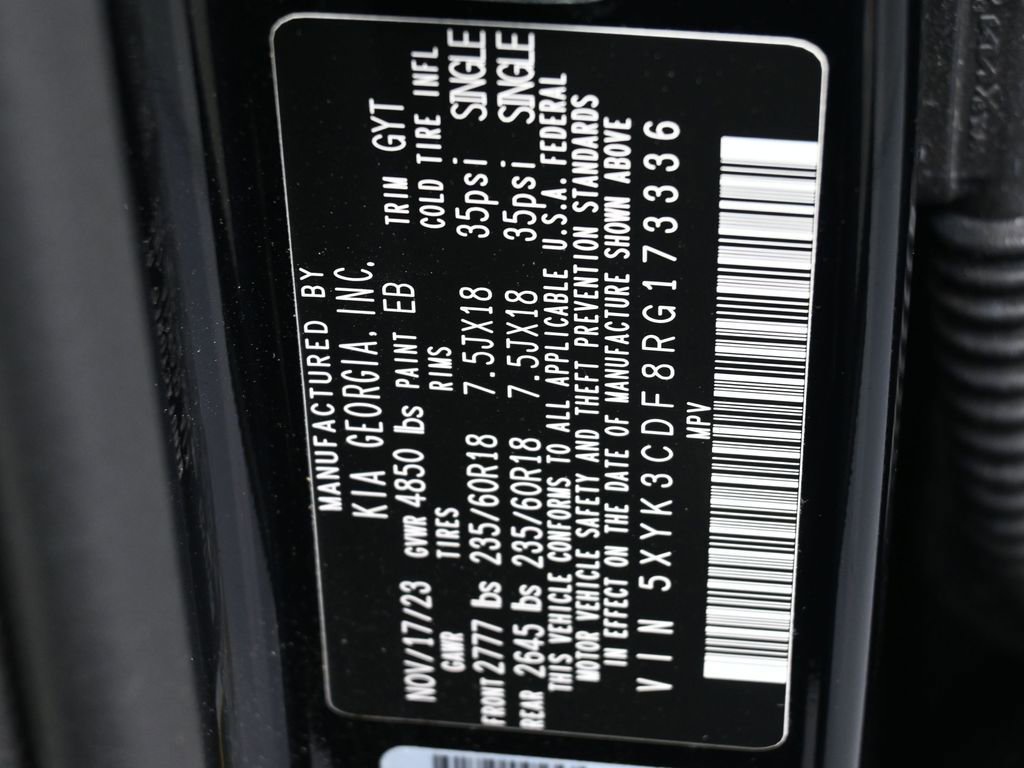 MANUFACTURED BY
KIA GEORGIA. INC.
NOV/17/23 GVWR 4850 lbs PAINT EB TRIM GYT
GAWR TIRES RIMS COLD TIRE INFL
FRONT 2777 lbs 235/60R18 7.5JX18 35psi SINGLE
REAR 2645 lbs 235/60R18 7.5JX18 35psi SINGLE
THIS VEHICLE CONFORMS TO ALL APPLICABLE U.S.A. FEDERAL
MOTOR VEHICLE SAFETY AND THEFT PREVENTION STANDARDS
IN EFFECT ON THE DATE OF MANUFACTURE SHOWN ABOVE
VIN 5XYK3CDF8RG173336
MPV